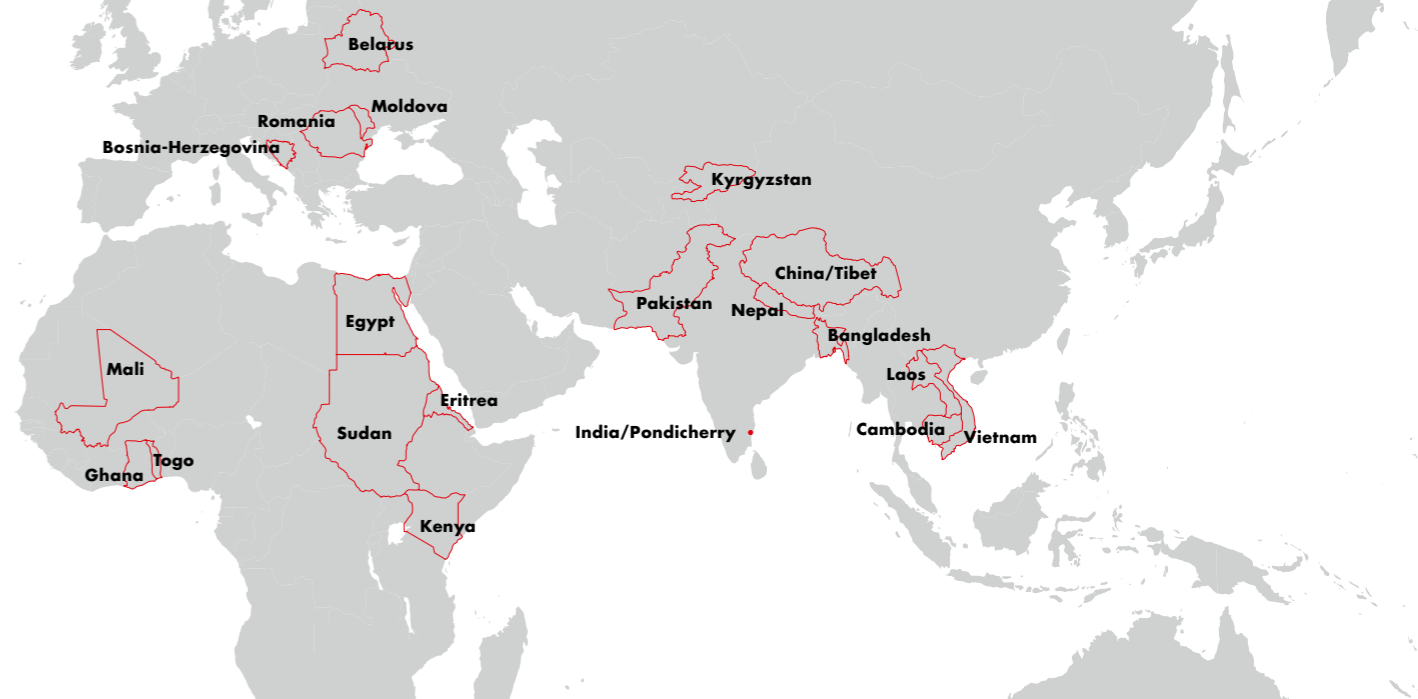 Belarus
Moldova
Romania
Bosnia-Herzegovina
Kyrgyzstan
China/Tibet
Pakistan
Nepal
Egypt
Bangladesh
Mali
Laos
Eritrea
Sudan
India/Pondicherry
Cambodia
Vietnam
Togo
Ghana
Kenya